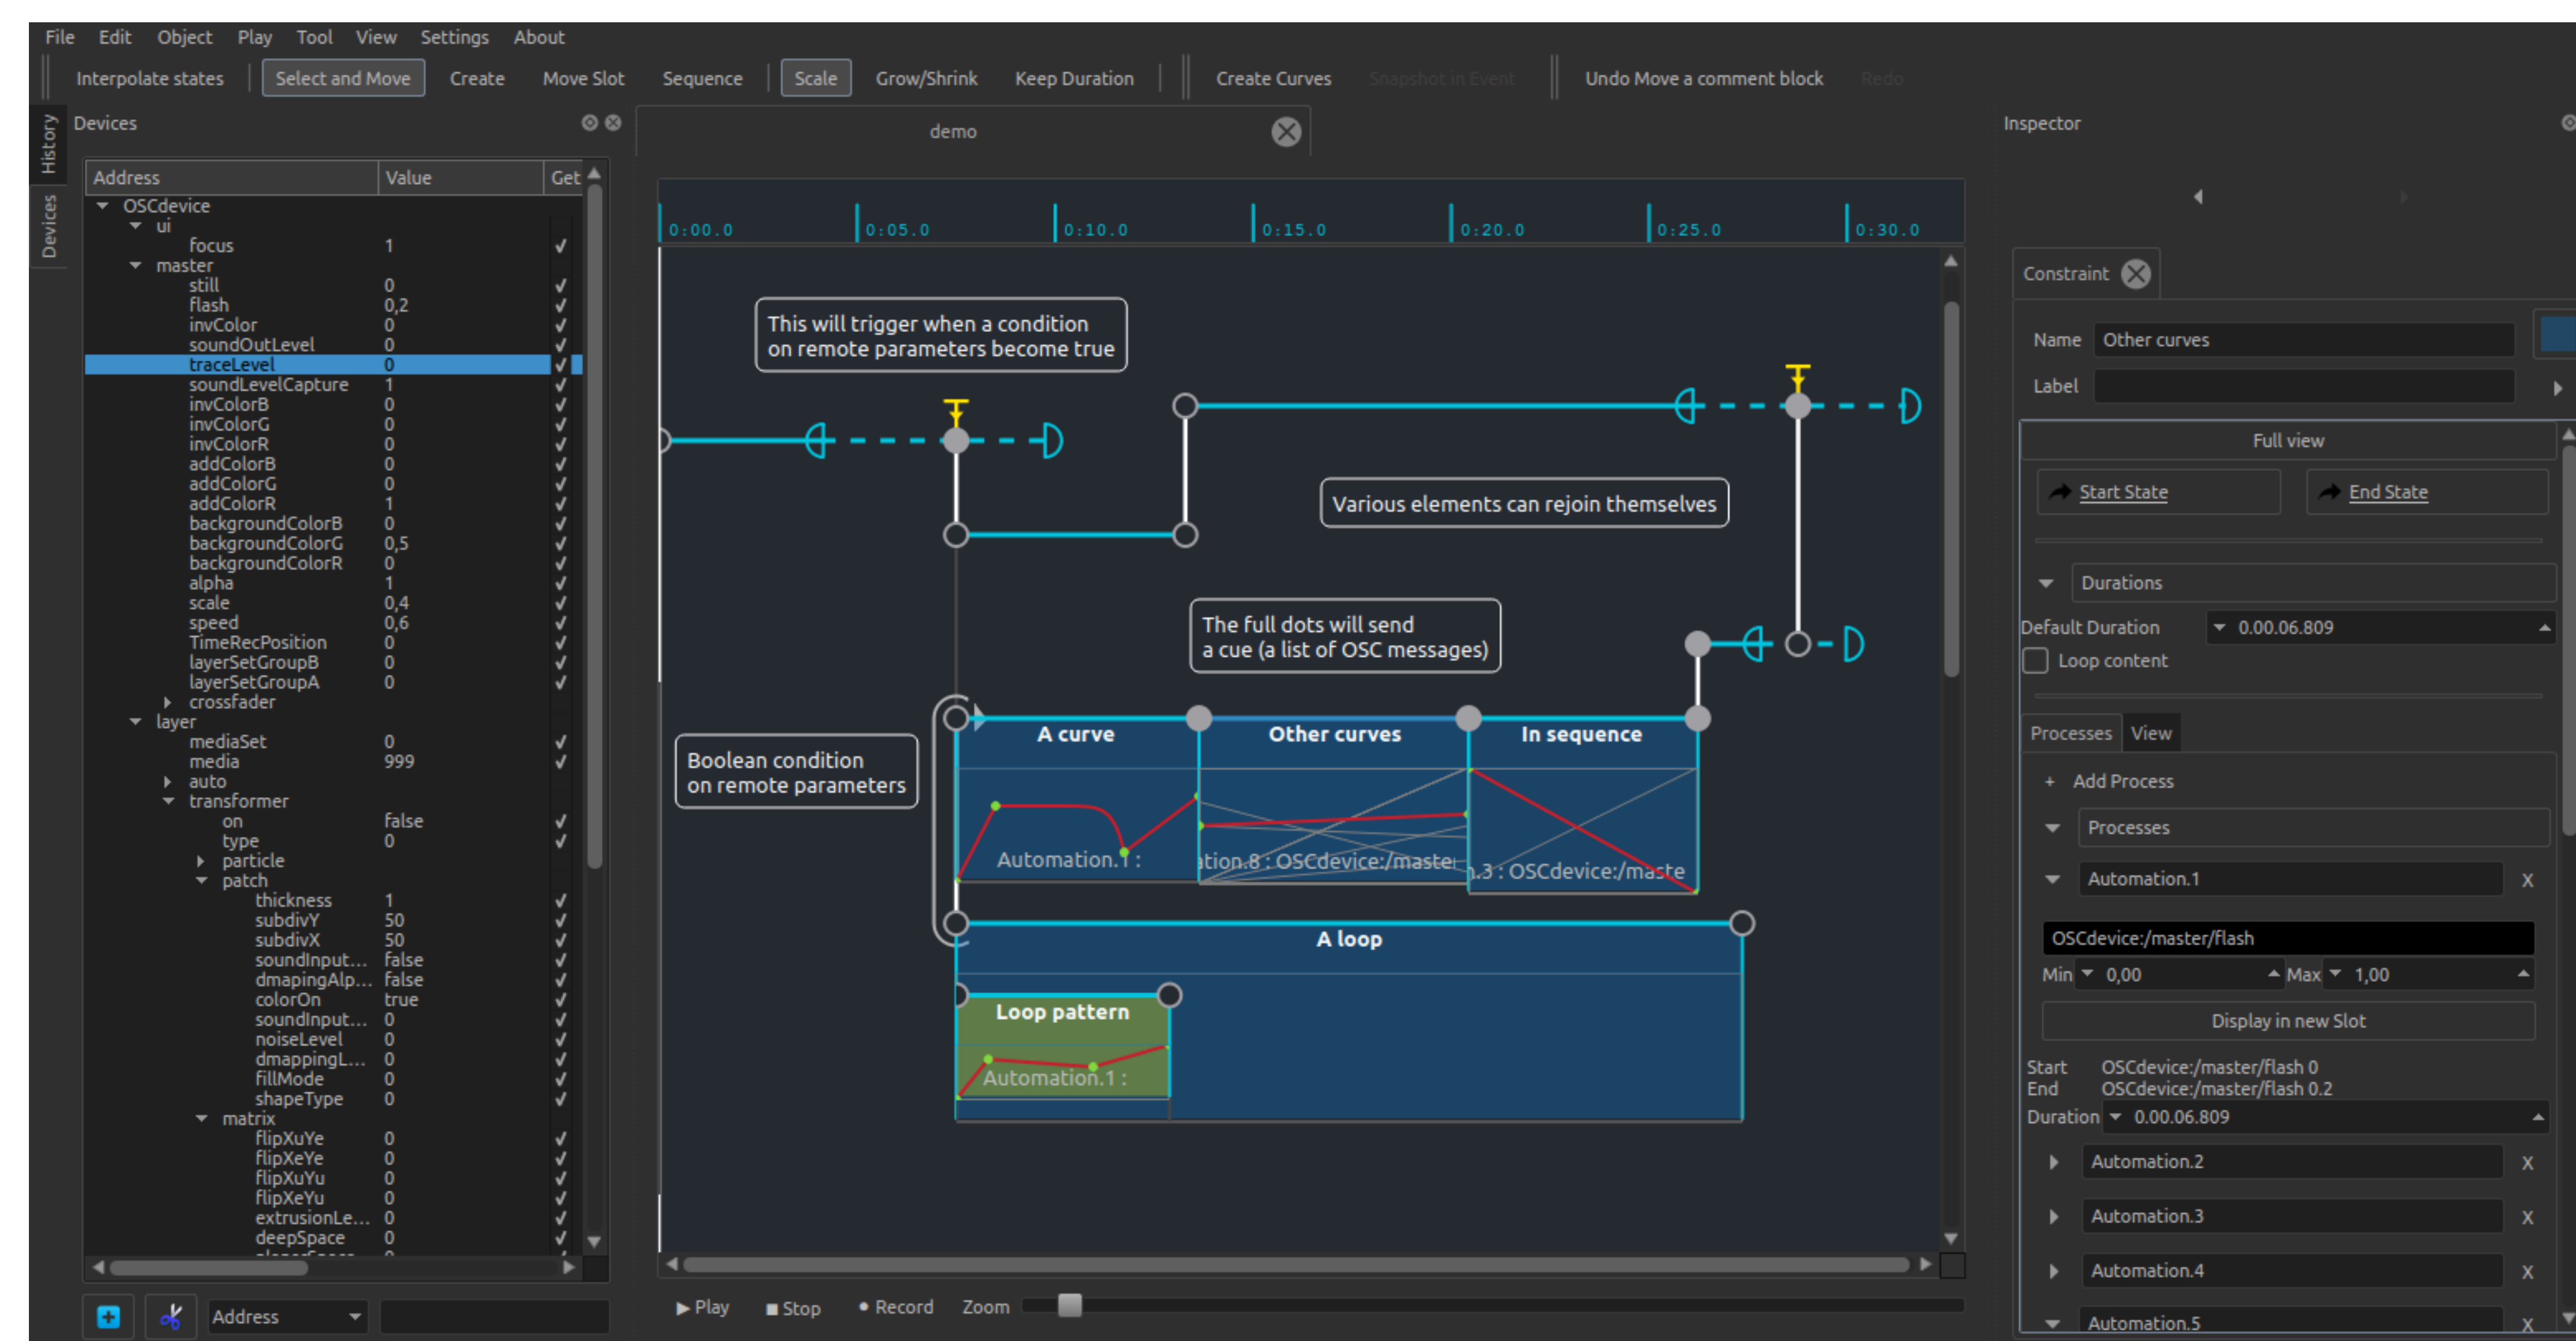 File Edit Object Play Tool View Settings About
Interpolate states Select and Move Create Move Slot Sequence Scale Grow/Shrink Keep Duration Create Curves Snapshot in Event Undo Move a comment block Redo
History
Devices
Devices
Address Value Get
OSCdevice
ui
focus 1
master
still 0
flash 0,2
invColor 0
soundOutLevel 0
traceLevel 0
soundLevelCapture 1
invColorB 0
invColorG 0
invColorR 0
addColorB 0
addColorG 0
addColorR 1
backgroundColorB 0
backgroundColorG 0,5
backgroundColorR 0
alpha 1
scale 0,4
speed 0,6
TimeRecPosition 0
layerSetGroupB 0
layerSetGroupA 0
crossfader
layer
mediaSet 0
media 999
auto
transformer
on false
type 0
particle
patch
thickness 1
subdivY 50
subdivX 50
soundInput... false
dmapingAlp... false
colorOn true
soundInput... 0
noiseLevel 0
dmappingL... 0
fillMode 0
shapeType 0
matrix
flipXuYe 0
flipXeYe 0
flipXuYu 0
flipXeYu 0
extrusionLe... 0
deepSpace 0
Address
demo
0:00.0 0:05.0 0:10.0 0:15.0 0:20.0 0:25.0 0:30.0
This will trigger when a condition
on remote parameters become true
Various elements can rejoin themselves
The full dots will send
a cue (a list of OSC messages)
Boolean condition
on remote parameters
A curve Other curves In sequence
Automation.1 : ation.8 : OSCdevice:/master .3 : OSCdevice:/maste
A loop
Loop pattern
Automation.1 :
Play Stop Record Zoom
Inspector
Constraint
Name Other curves
Label
Full view
Start State End State
Durations
Default Duration 0.00.06.809
Loop content
Processes View
+ Add Process
Processes
Automation.1 X
OSCdevice:/master/flash
Min 0,00 Max 1,00
Display in new Slot
Start OSCdevice:/master/flash 0
End OSCdevice:/master/flash 0.2
Duration 0.00.06.809
Automation.2 X
Automation.3 X
Automation.4 X
Automation.5 X